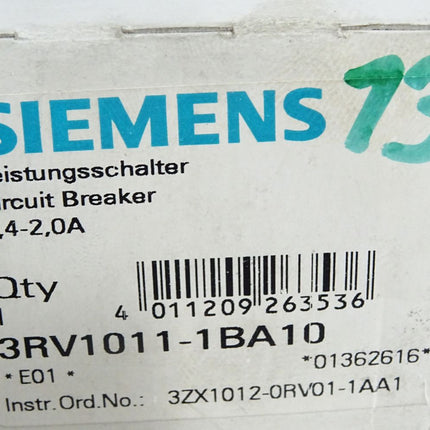 SIEMENS 13
eistungsschalter
ircuit Breaker
,4-2,0A
Qty
1
4 011209 263536
3RV1011-1BA10
* E01 * *01362616*
Instr.Ord.No.: 3ZX1012-0RV01-1AA1